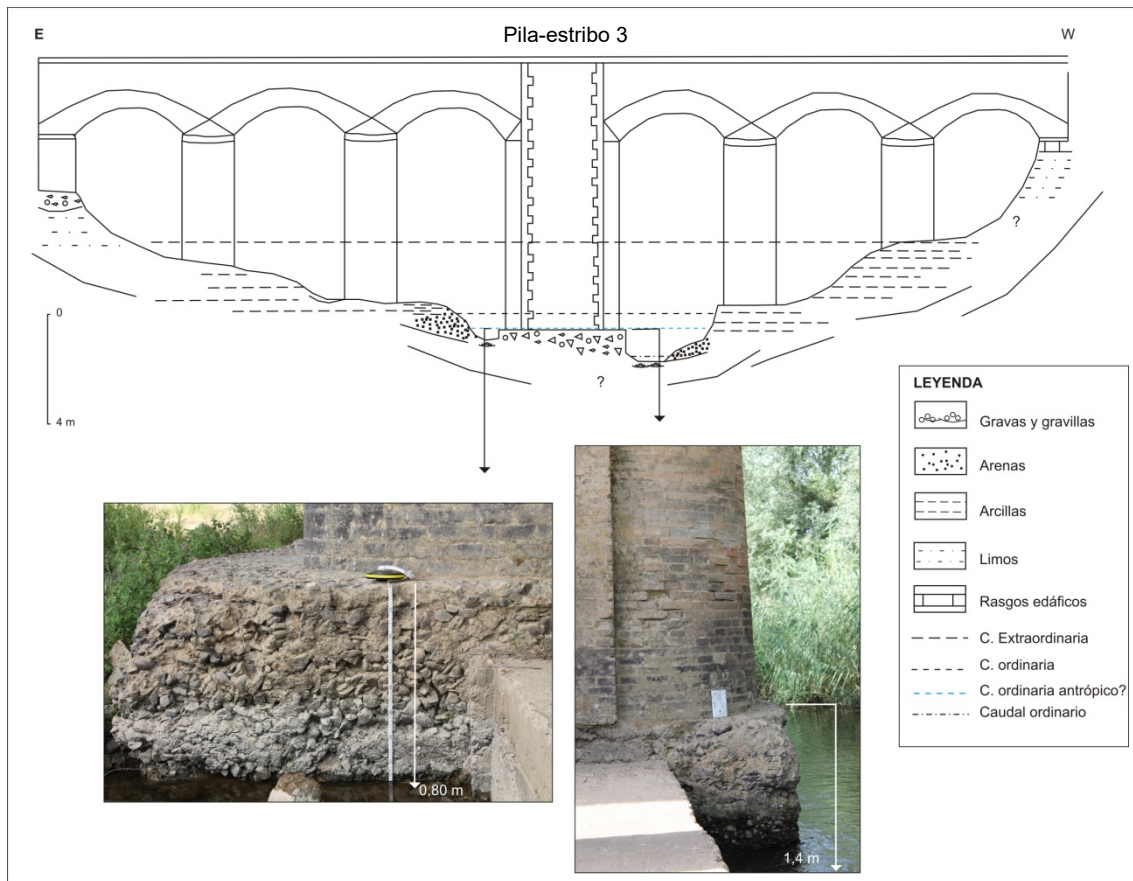 E
Pila-estribo 3
W
?
0
?
4 m
LEYENDA
Gravas y gravillas
Arenas
Arcillas
Limos
Rasgos edáficos
C. Extraordinaria
C. ordinaria
C. ordinaria antrópico?
Caudal ordinario
0,80 m
1,4 m